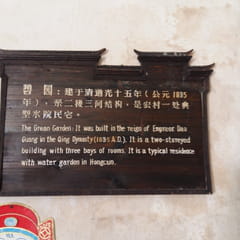 碧园：建于清道光十五年（公元1835
年），系二楼三间结构，是宏村一处典
型水院民宅。
The Green Garden: It was built in the reign of Emperor Dao
Guang in the Qing Dynasty (1835 A.D.). It is a two-storeyed
building with three bays of rooms. It is a typical residence
with water garden in Hongcun.